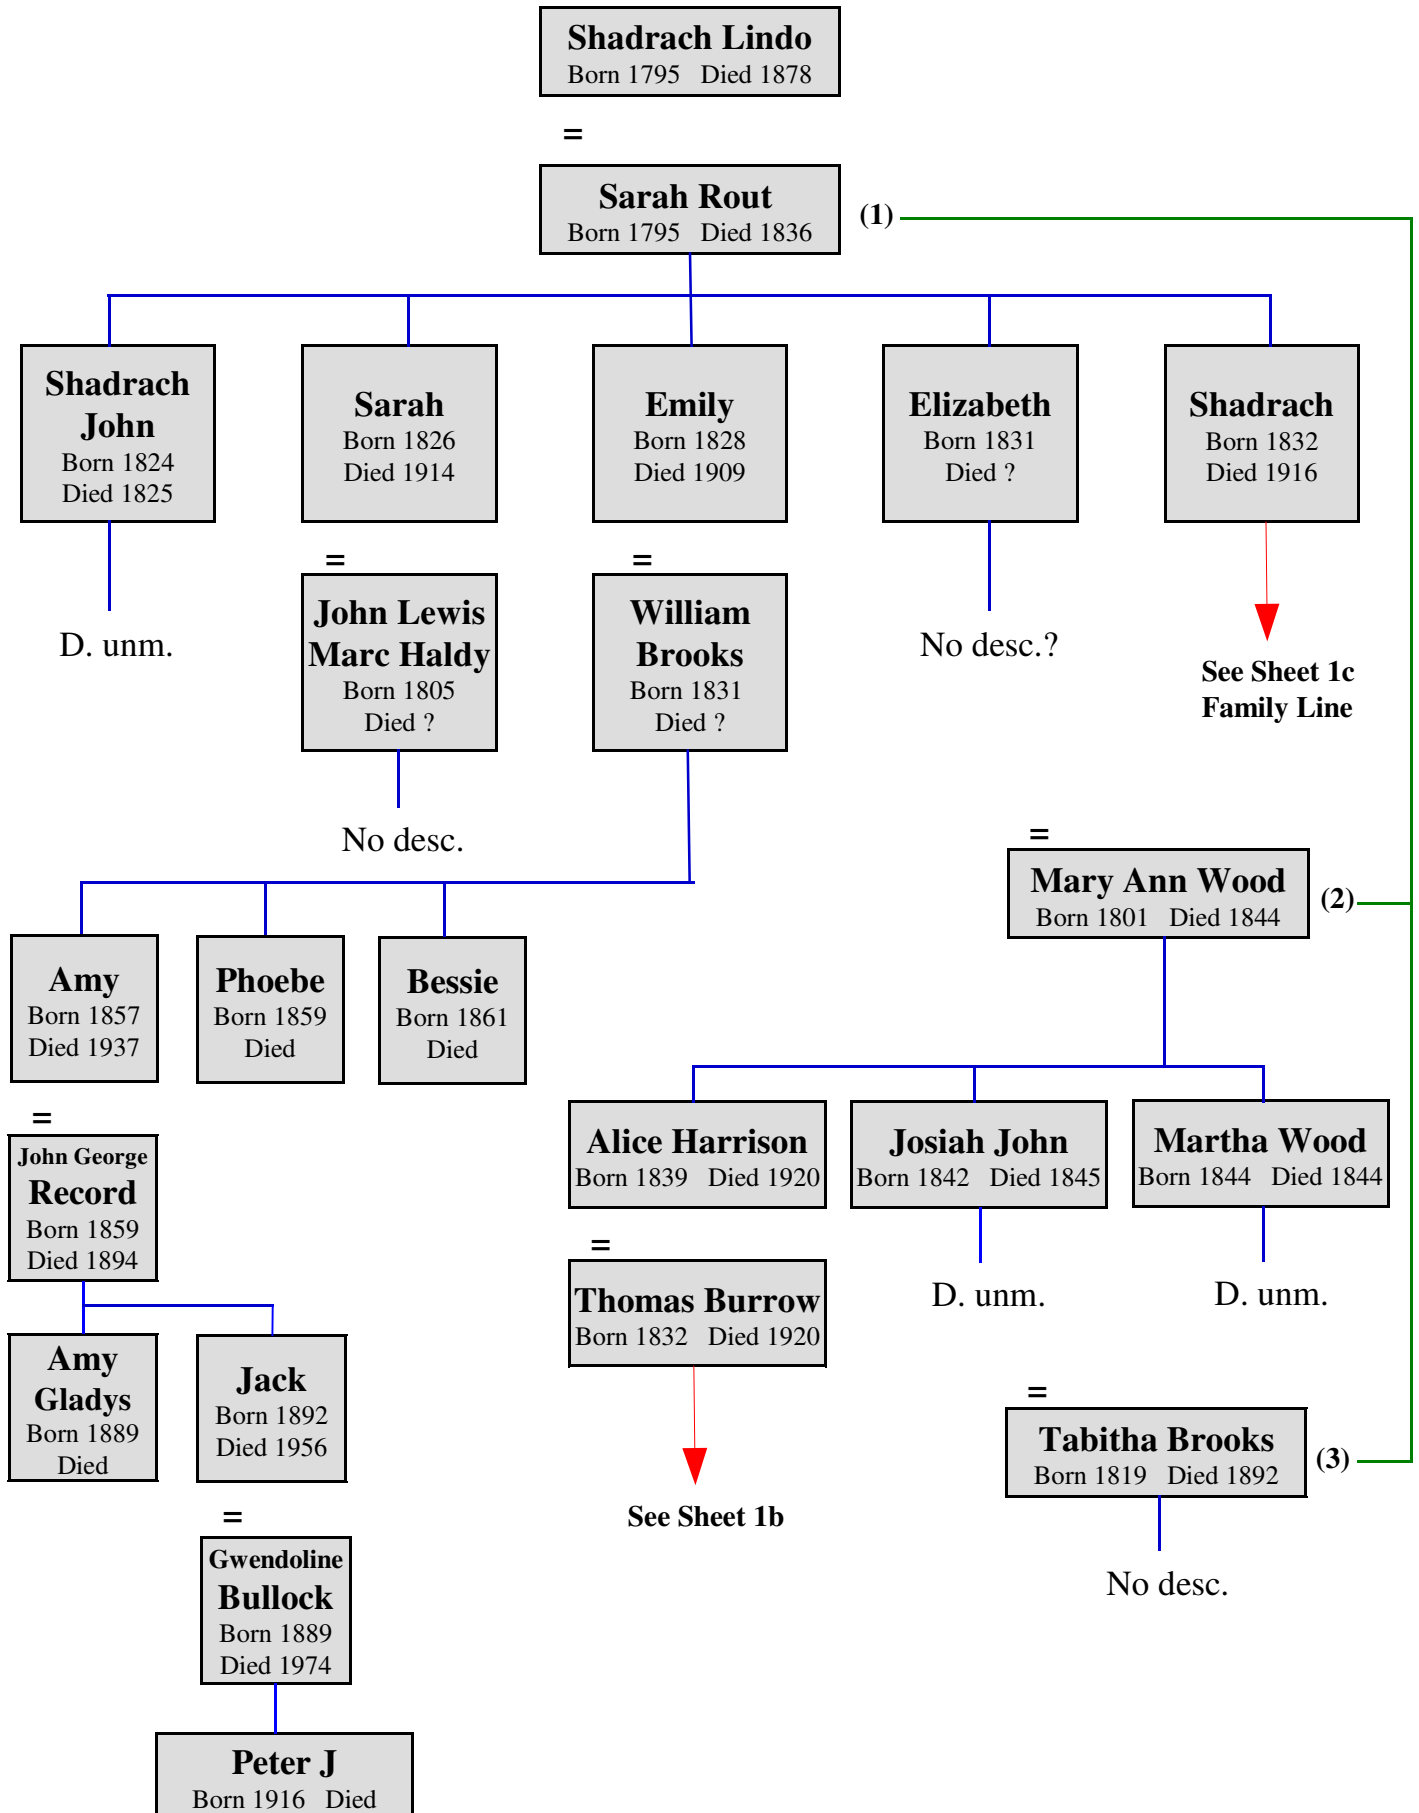 Shadrach Lindo
Born 1795 Died 1878
=
Sarah Rout
Born 1795 Died 1836
(1)
Shadrach
John
Born 1824
Died 1825
Sarah
Born 1826
Died 1914
Emily
Born 1828
Died 1909
Elizabeth
Born 1831
Died ?
Shadrach
Born 1832
Died 1916
D. unm.
=
John Lewis
Marc Haldy
Born 1805
Died ?
=
William
Brooks
Born 1831
Died ?
No desc.?
See Sheet 1c
Family Line
No desc.
=
Mary Ann Wood
Born 1801 Died 1844
(2)
Amy
Born 1857
Died 1937
Phoebe
Born 1859
Died
Bessie
Born 1861
Died
=
John George
Record
Born 1859
Died 1894
Alice Harrison
Born 1839 Died 1920
Josiah John
Born 1842 Died 1845
Martha Wood
Born 1844 Died 1844
=
Thomas Burrow
Born 1832 Died 1920
D. unm.
D. unm.
Amy
Gladys
Born 1889
Died
Jack
Born 1892
Died 1956
=
Tabitha Brooks
Born 1819 Died 1892
(3)
See Sheet 1b
=
Gwendoline
Bullock
Born 1889
Died 1974
No desc.
Peter J
Born 1916 Died